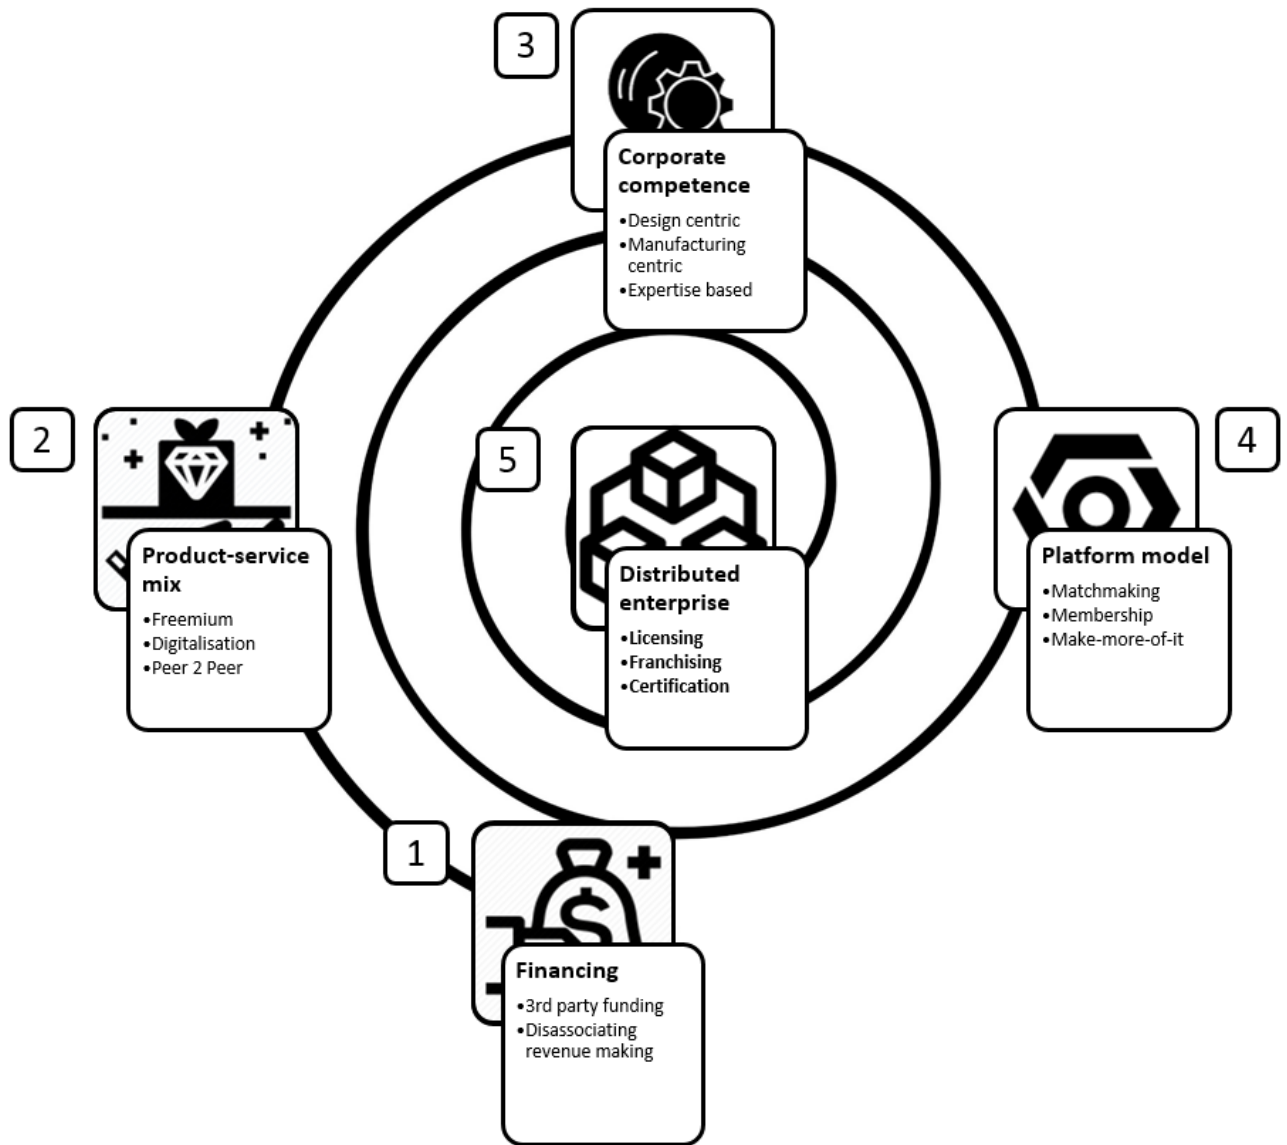 3
Corporate
competence
•Design centric
•Manufacturing
centric
•Expertise based
2
Product-service
mix
•Freemium
•Digitalisation
•Peer 2 Peer
5
Distributed
enterprise
•Licensing
•Franchising
•Certification
4
Platform model
•Matchmaking
•Membership
•Make-more-of-it
1
$
Financing
•3rd party funding
•Disassociating
revenue making